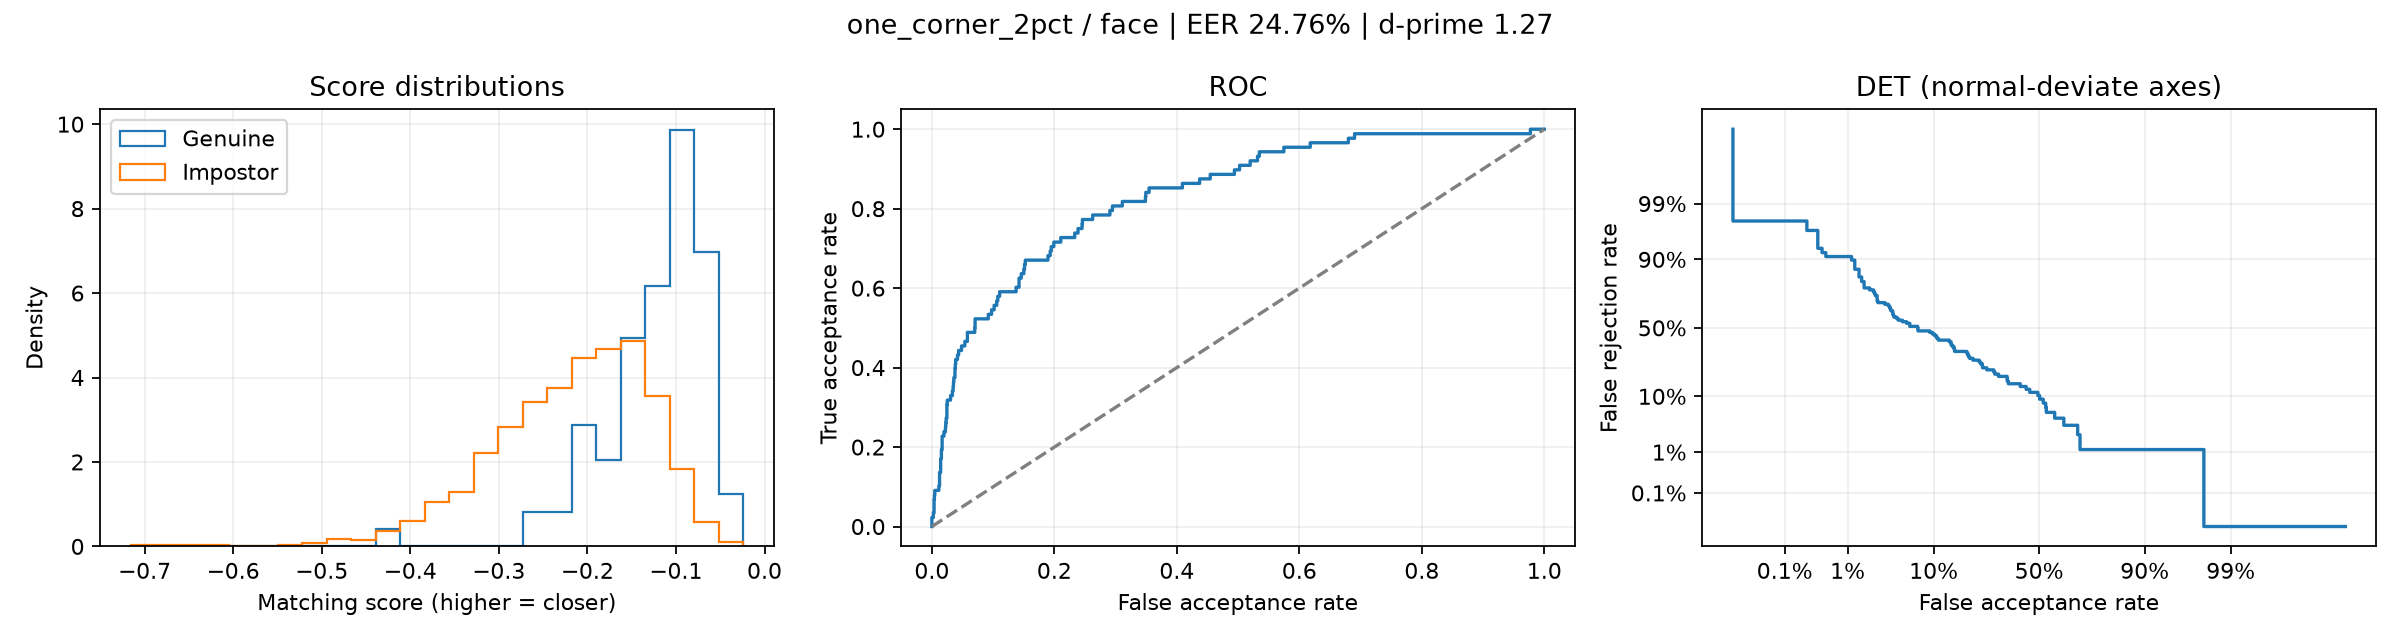 one_corner_2pct / face | EER 24.76% | d-prime 1.27
Score distributions
10
8
6
4
2
0
Density
Genuine
Impostor
−0.7 −0.6 −0.5 −0.4 −0.3 −0.2 −0.1 0.0
Matching score (higher = closer)
ROC
1.0
0.8
0.6
0.4
0.2
0.0
True acceptance rate
0.0 0.2 0.4 0.6 0.8 1.0
False acceptance rate
DET (normal-deviate axes)
99%
90%
50%
10%
1%
0.1%
False rejection rate
0.1% 1% 10% 50% 90% 99%
False acceptance rate